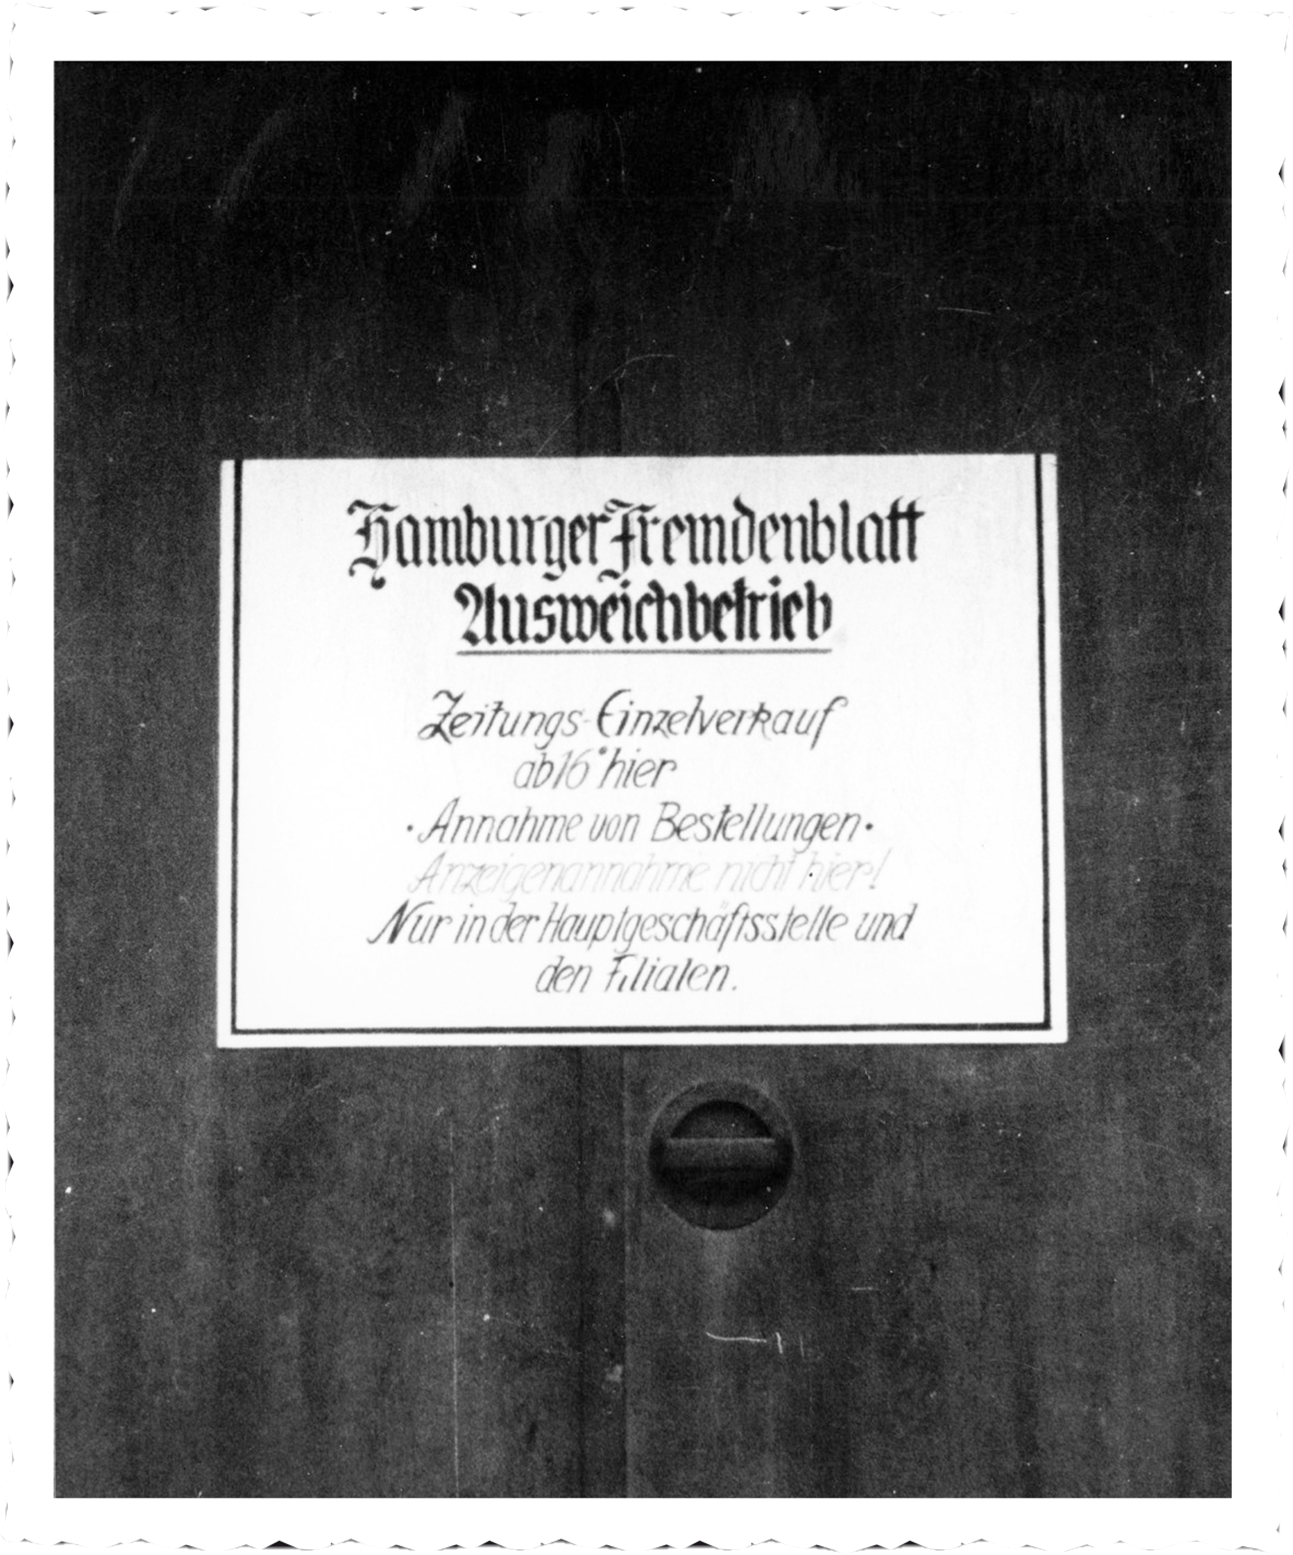 Hamburger Fremdenblatt
Ausweichbetrieb
Zeitungs-Einzelverkauf
ab 16° hier
· Annahme von Bestellungen ·
Anzeigenannahme nicht hier!
Nur in der Hauptgeschäftsstelle und
den Filialen.